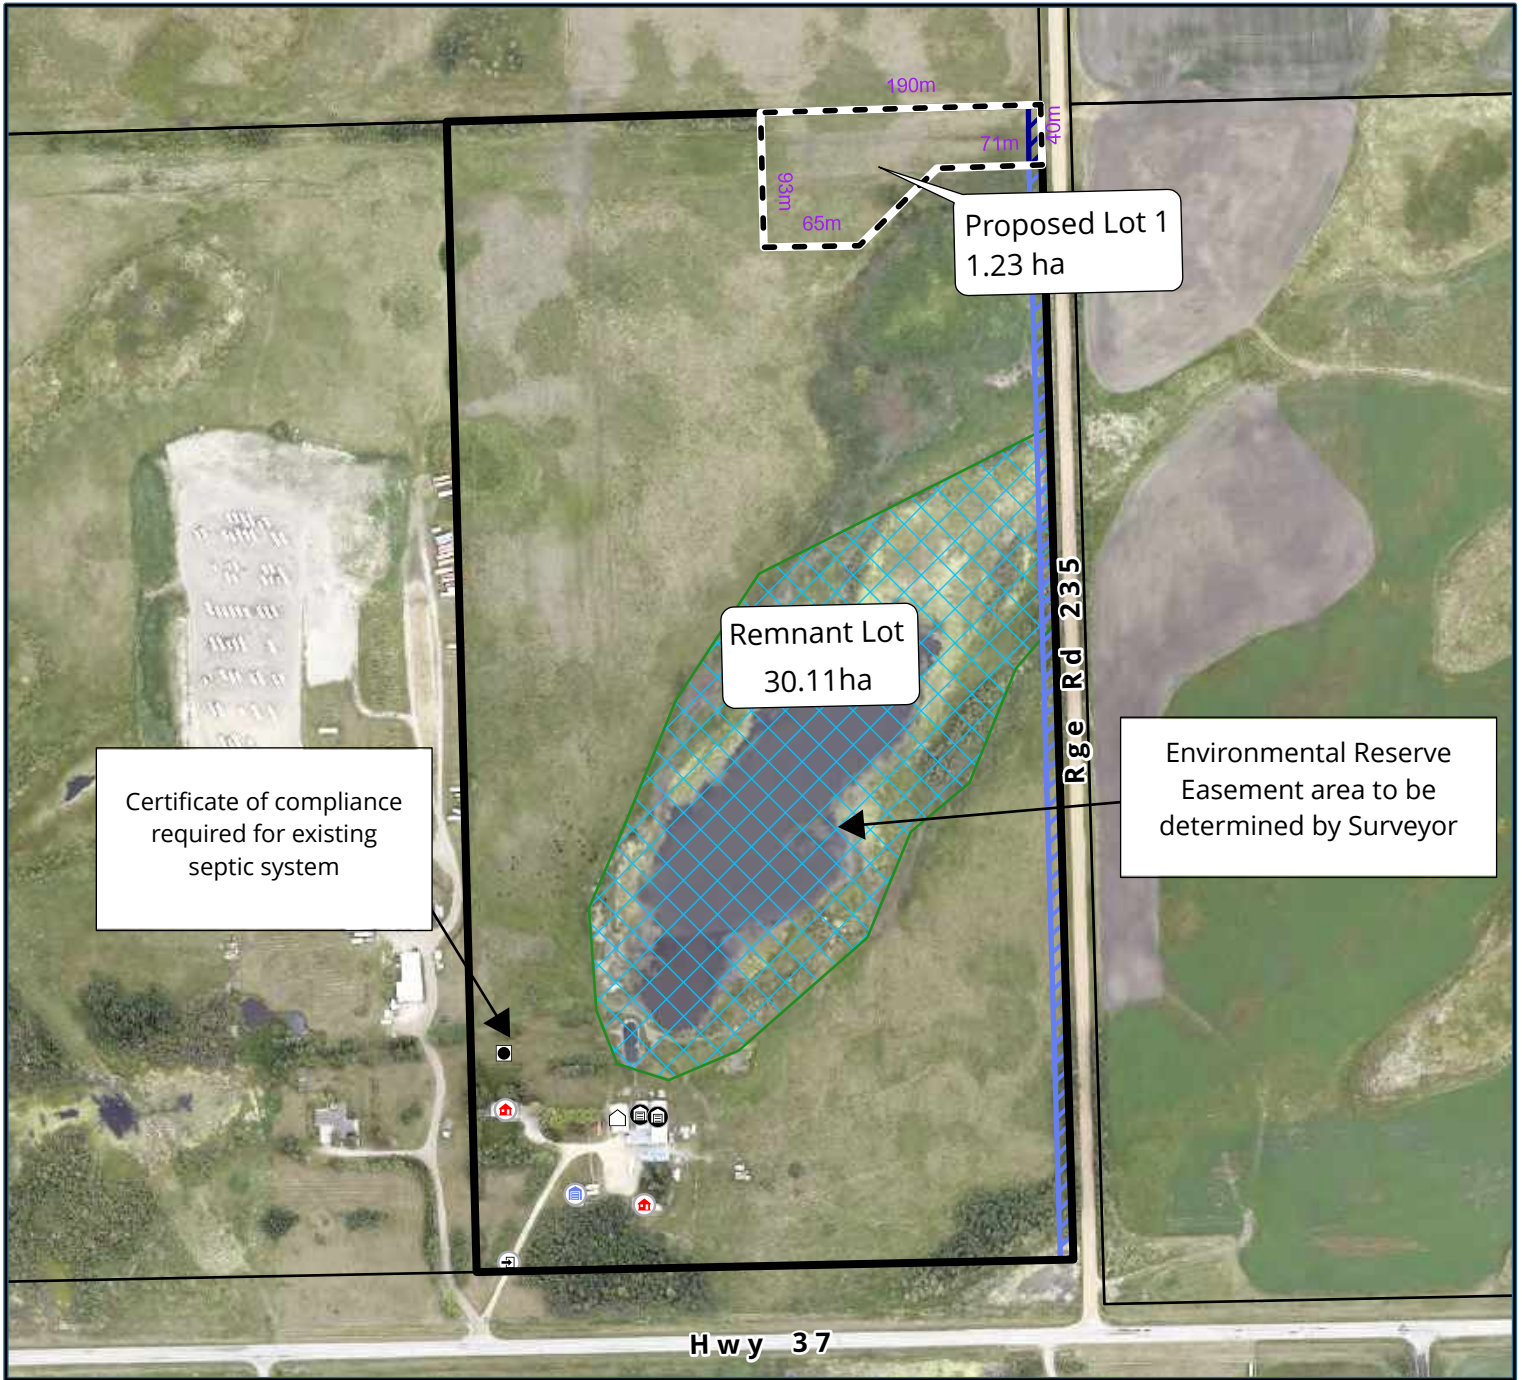 190m
40m
71m
93m
65m
Proposed Lot 1
1.23 ha
Rge Rd 235
Remnant Lot
30.11ha
Environmental Reserve
Easement area to be
determined by Surveyor
Certificate of compliance
required for existing
septic system
Hwy 37